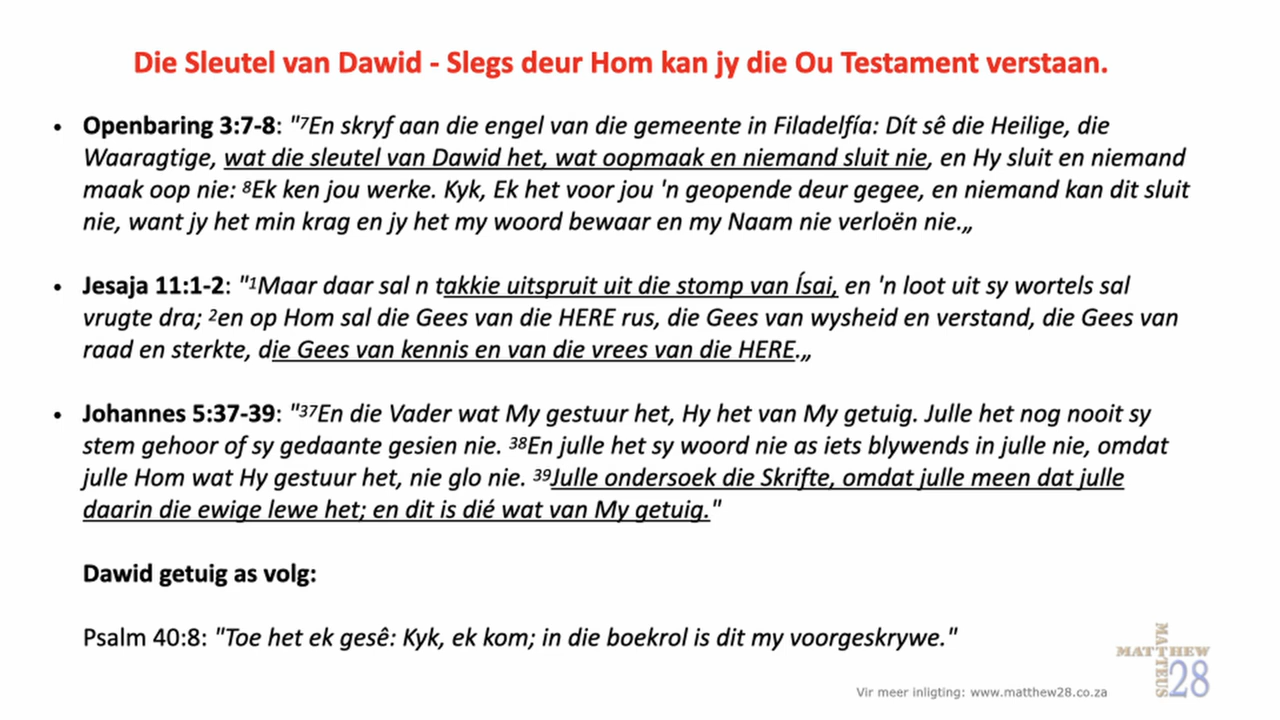 Die Sleutel van Dawid - Slegs deur Hom kan jy die Ou Testament verstaan.
• Openbaring 3:7-8: "⁷En skryf aan die engel van die gemeente in Filadelfía: Dít sê die Heilige, die
Waaragtige, wat die sleutel van Dawid het, wat oopmaak en niemand sluit nie, en Hy sluit en niemand
maak oop nie: ⁸Ek ken jou werke. Kyk, Ek het voor jou 'n geopende deur gegee, en niemand kan dit sluit
nie, want jy het min krag en jy het my woord bewaar en my Naam nie verloën nie.„
• Jesaja 11:1-2: "¹Maar daar sal n takkie uitspruit uit die stomp van Ísai, en 'n loot uit sy wortels sal
vrugte dra; ²en op Hom sal die Gees van die HERE rus, die Gees van wysheid en verstand, die Gees van
raad en sterkte, die Gees van kennis en van die vrees van die HERE.„
• Johannes 5:37-39: "³⁷En die Vader wat My gestuur het, Hy het van My getuig. Julle het nog nooit sy
stem gehoor of sy gedaante gesien nie. ³⁸En julle het sy woord nie as iets blywends in julle nie, omdat
julle Hom wat Hy gestuur het, nie glo nie. ³⁹Julle ondersoek die Skrifte, omdat julle meen dat julle
daarin die ewige lewe het; en dit is dié wat van My getuig."
Dawid getuig as volg:
Psalm 40:8: "Toe het ek gesê: Kyk, ek kom; in die boekrol is dit my voorgeskrywe."
MATTHEW
MATTEUS
28
Vir meer inligting: www.matthew28.co.za